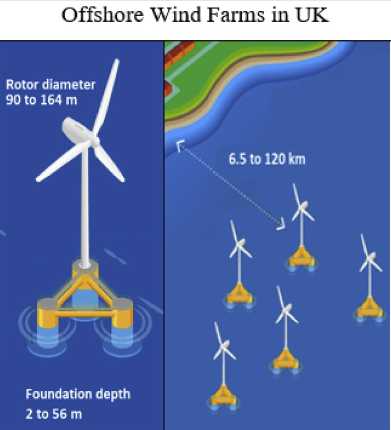 Offshore Wind Farms in UK
Rotor diameter
90 to 164 m
6.5 to 120 km
Foundation depth
2 to 56 m